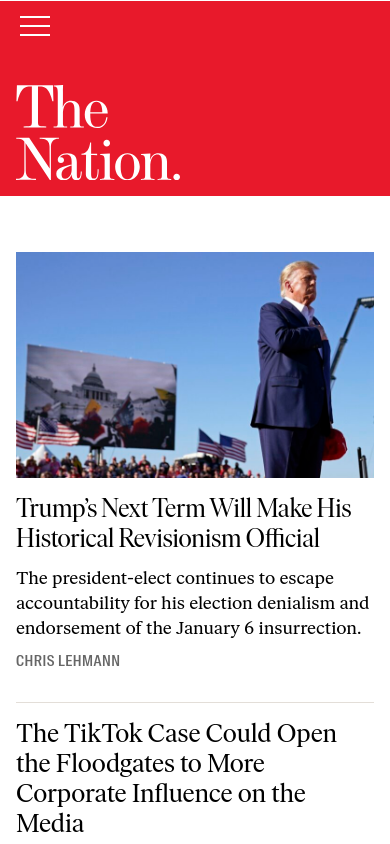 The
Nation.
Trump’s Next Term Will Make His
Historical Revisionism Official
The president-elect continues to escape
accountability for his election denialism and
endorsement of the January 6 insurrection.
CHRIS LEHMANN
The TikTok Case Could Open
the Floodgates to More
Corporate Influence on the
Media